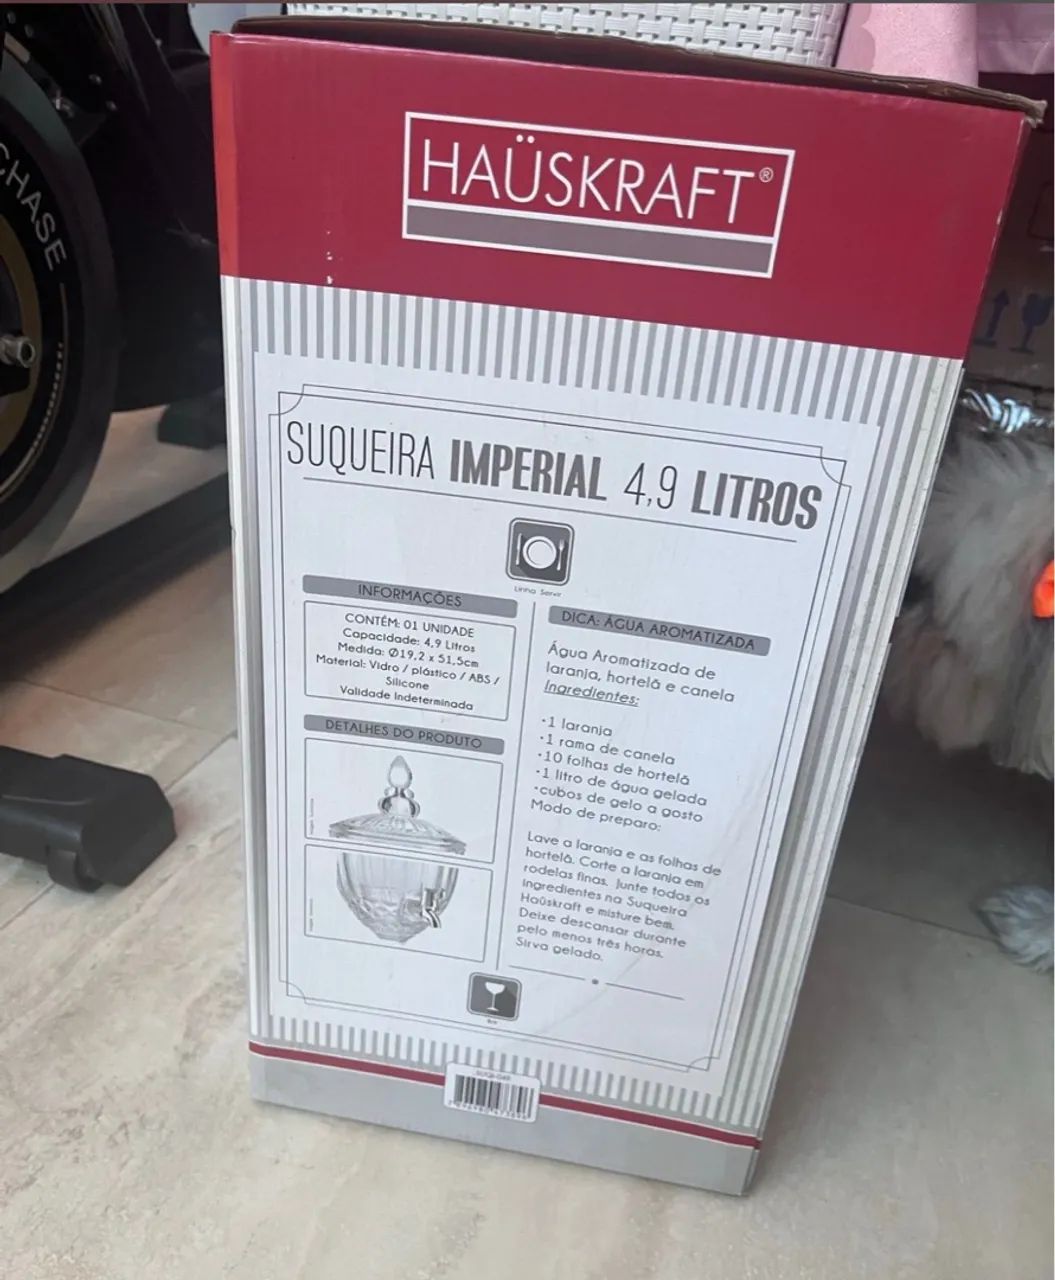 CHASE
HAÜSKRAFT®
SUQUEIRA IMPERIAL 4,9 LITROS
Linha Servir
INFORMAÇÕES
CONTÉM: 01 UNIDADE
Capacidade: 4,9 Litros
Medida: Ø19,2 x 51,5cm
Material: Vidro / plástico / ABS /
Silicone
Validade Indeterminada
DETALHES DO PRODUTO
DICA: ÁGUA AROMATIZADA
Água Aromatizada de
laranja, hortelã e canela
Ingredientes:
•1 laranja
•1 rama de canela
•10 folhas de hortelã
•1 litro de água gelada
•cubos de gelo a gosto
Modo de preparo:
Lave a laranja e as folhas de
hortelã. Corte a laranja em
rodelas finas. Junte todos os
ingredientes na Suqueira
Haüskraft e misture bem.
Deixe descansar durante
pelo menos três horas.
Sirva gelado.
Bar